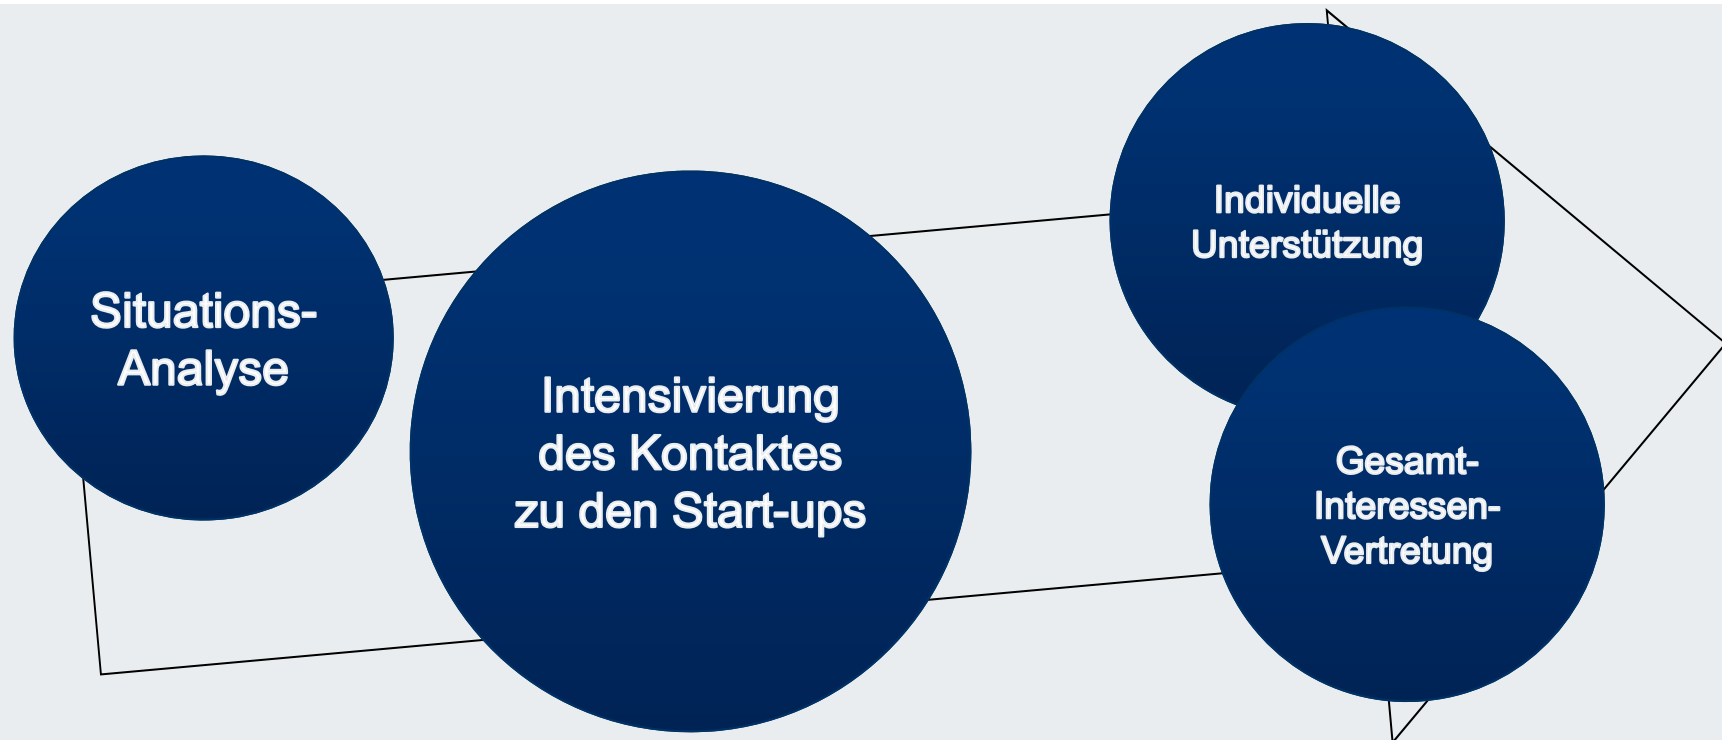 Situations-
Analyse
Intensivierung
des Kontaktes
zu den Start-ups
Individuelle
Unterstützung
Gesamt-
Interessen-
Vertretung